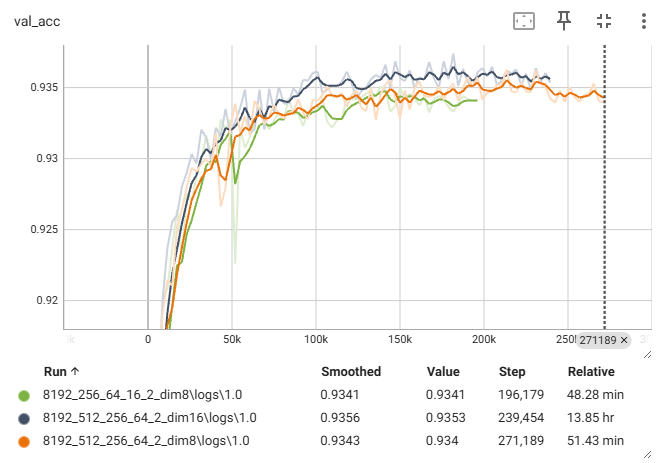 val_acc
0.935
0.93
0.925
0.92
0 50k 100k 150k 200k 250k
271189 ×
Run ↑ Smoothed Value Step Relative
8192_256_64_16_2_dim8\logs\1.0 0.9341 0.9341 196,179 48.28 min
8192_512_256_64_2_dim16\logs\1.0 0.9356 0.9353 239,454 13.85 hr
8192_512_256_64_2_dim8\logs\1.0 0.9343 0.934 271,189 51.43 min